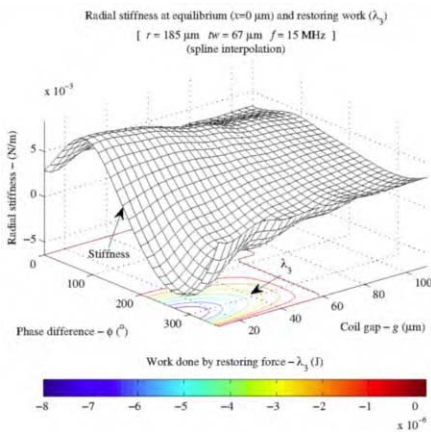 Radial stiffness at equilibrium (x=0 μm) and restoring work (λ₃)
[ r = 185 μm tw = 67 μm f = 15 MHz ]
(spline interpolation)
x 10⁻³
5
0
−5
Radial stiffness − (N/m)
Stiffness
λ₃
0
100
200
300
20
40
60
80
100
Phase difference − ϕ (°)
Coil gap − g (μm)
Work done by restoring force − λ₃ (J)
−8 −7 −6 −5 −4 −3 −2 −1 0
x 10⁻⁶